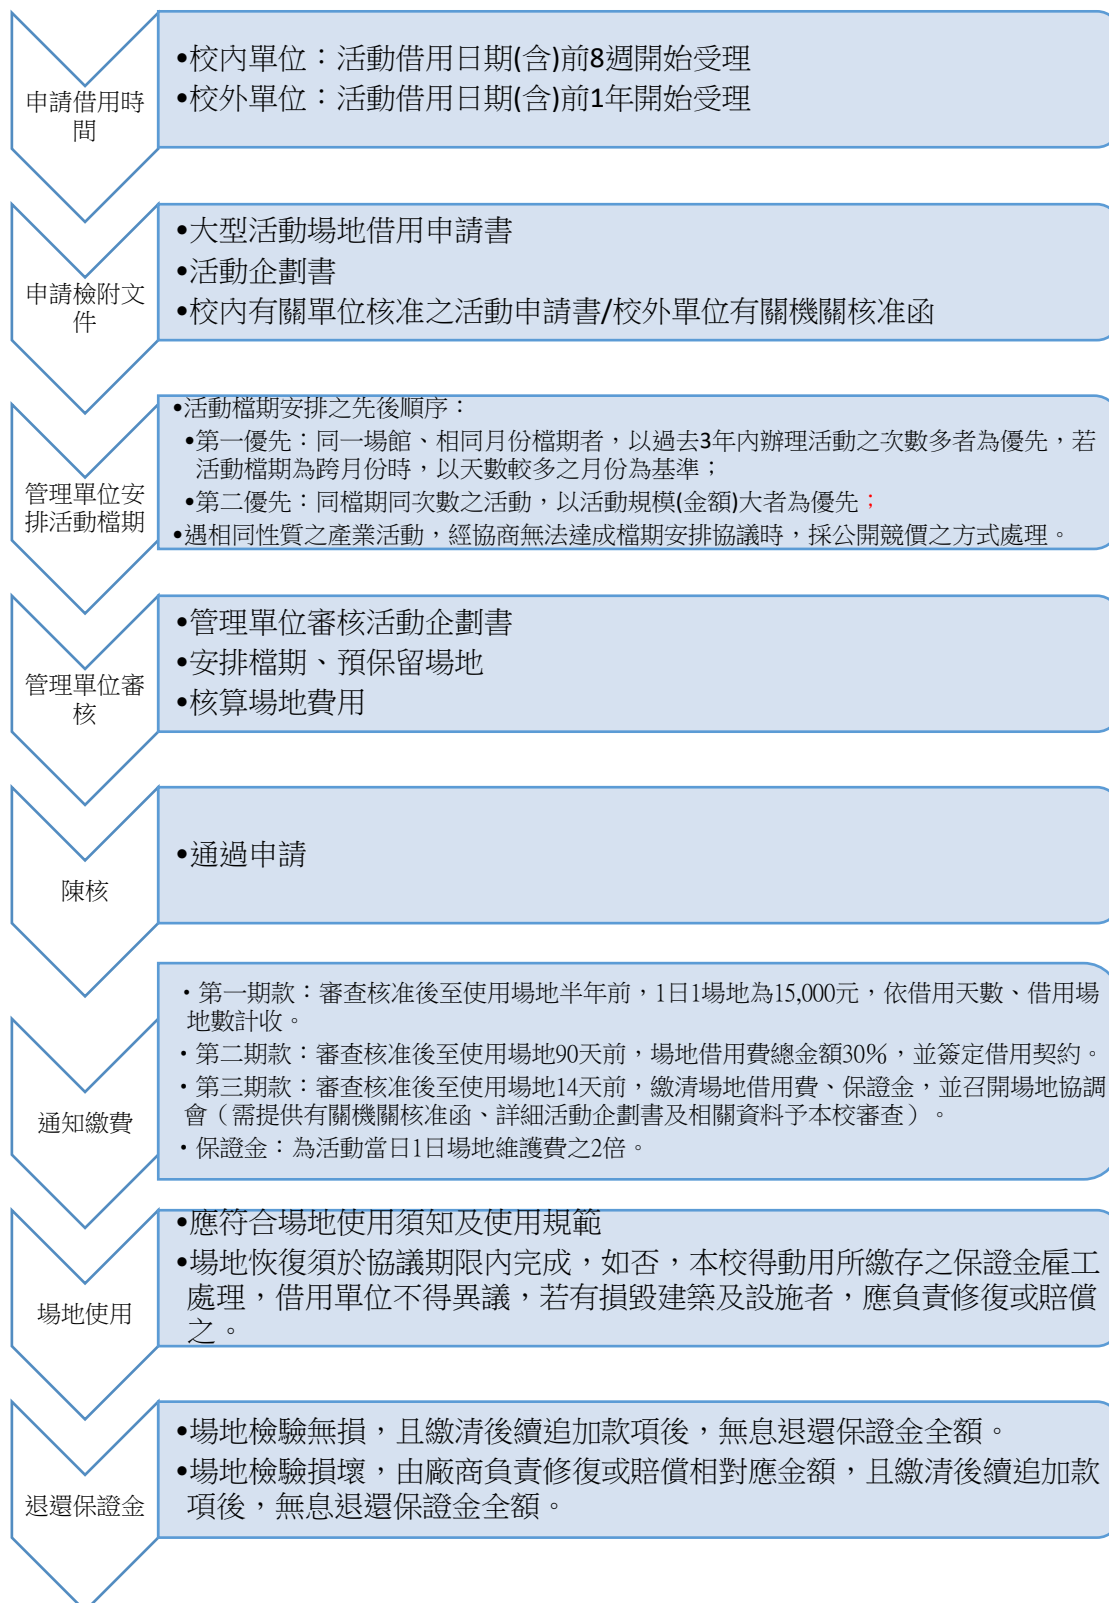 申請借用時
間
•校內單位：活動借用日期(含)前8週開始受理
•校外單位：活動借用日期(含)前1年開始受理
申請檢附文
件
•大型活動場地借用申請書
•活動企劃書
•校內有關單位核准之活動申請書/校外單位有關機關核准函
管理單位安
排活動檔期
•活動檔期安排之先後順序：
•第一優先：同一場館、相同月份檔期者，以過去3年內辦理活動之次數多者為優先，若
活動檔期為跨月份時，以天數較多之月份為基準；
•第二優先：同檔期同次數之活動，以活動規模(金額)大者為優先；
•遇相同性質之產業活動，經協商無法達成檔期安排協議時，採公開競價之方式處理。
管理單位審
核
•管理單位審核活動企劃書
•安排檔期、預保留場地
•核算場地費用
陳核
•通過申請
通知繳費
・第一期款：審查核准後至使用場地半年前，1日1場地為15,000元，依借用天數、借用場
地數計收。
・第二期款：審查核准後至使用場地90天前，場地借用費總金額30%，並簽定借用契約。
・第三期款：審查核准後至使用場地14天前，繳清場地借用費、保證金，並召開場地協調
會（需提供有關機關核准函、詳細活動企劃書及相關資料予本校審查）。
・保證金：為活動當日1日場地維護費之2倍。
場地使用
•應符合場地使用須知及使用規範
•場地恢復須於協議期限內完成，如否，本校得動用所繳存之保證金雇工
處理，借用單位不得異議，若有損毀建築及設施者，應負責修復或賠償
之。
退還保證金
•場地檢驗無損，且繳清後續追加款項後，無息退還保證金全額。
•場地檢驗損壞，由廠商負責修復或賠償相對應金額，且繳清後續追加款
項後，無息退還保證金全額。